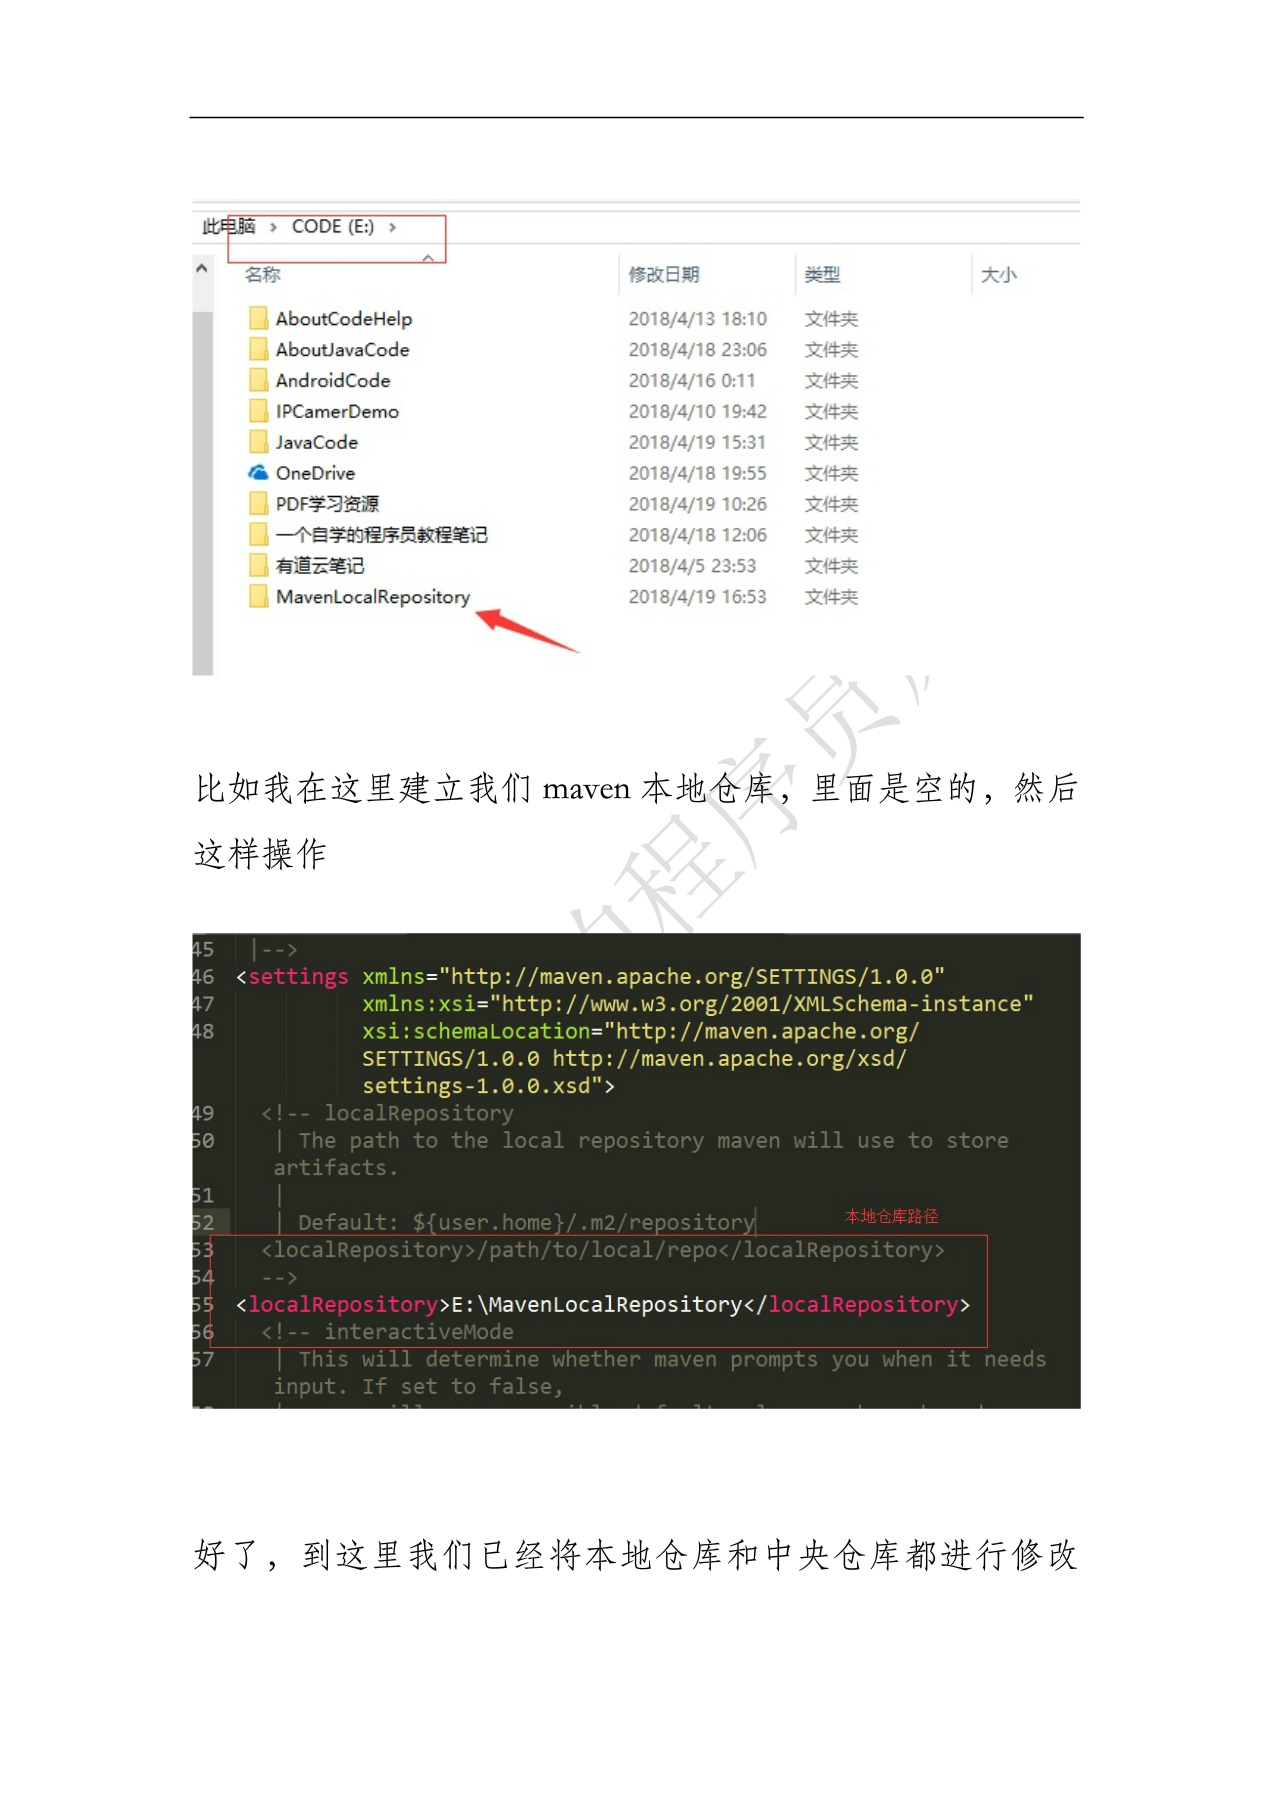 此电脑 > CODE (E:) >
名称 修改日期 类型 大小
AboutCodeHelp 2018/4/13 18:10 文件夹
AboutJavaCode 2018/4/18 23:06 文件夹
AndroidCode 2018/4/16 0:11 文件夹
IPCamerDemo 2018/4/10 19:42 文件夹
JavaCode 2018/4/19 15:31 文件夹
OneDrive 2018/4/18 19:55 文件夹
PDF学习资源 2018/4/19 10:26 文件夹
一个自学的程序员教程笔记 2018/4/18 12:06 文件夹
有道云笔记 2018/4/5 23:53 文件夹
MavenLocalRepository 2018/4/19 16:53 文件夹
程序员
比如我在这里建立我们 maven 本地仓库，里面是空的，然后
这样操作
45 |-->
46 <settings xmlns="http://maven.apache.org/SETTINGS/1.0.0"
47 xmlns:xsi="http://www.w3.org/2001/XMLSchema-instance"
48 xsi:schemaLocation="http://maven.apache.org/
SETTINGS/1.0.0 http://maven.apache.org/xsd/
settings-1.0.0.xsd">
49 <!-- localRepository
50 | The path to the local repository maven will use to store
artifacts.
51 |
52 | Default: ${user.home}/.m2/repository
本地仓库路径
53 <localRepository>/path/to/local/repo</localRepository>
54 -->
55 <localRepository>E:\MavenLocalRepository</localRepository>
56 <!-- interactiveMode
57 | This will determine whether maven prompts you when it needs
input. If set to false,
好了，到这里我们已经将本地仓库和中央仓库都进行修改